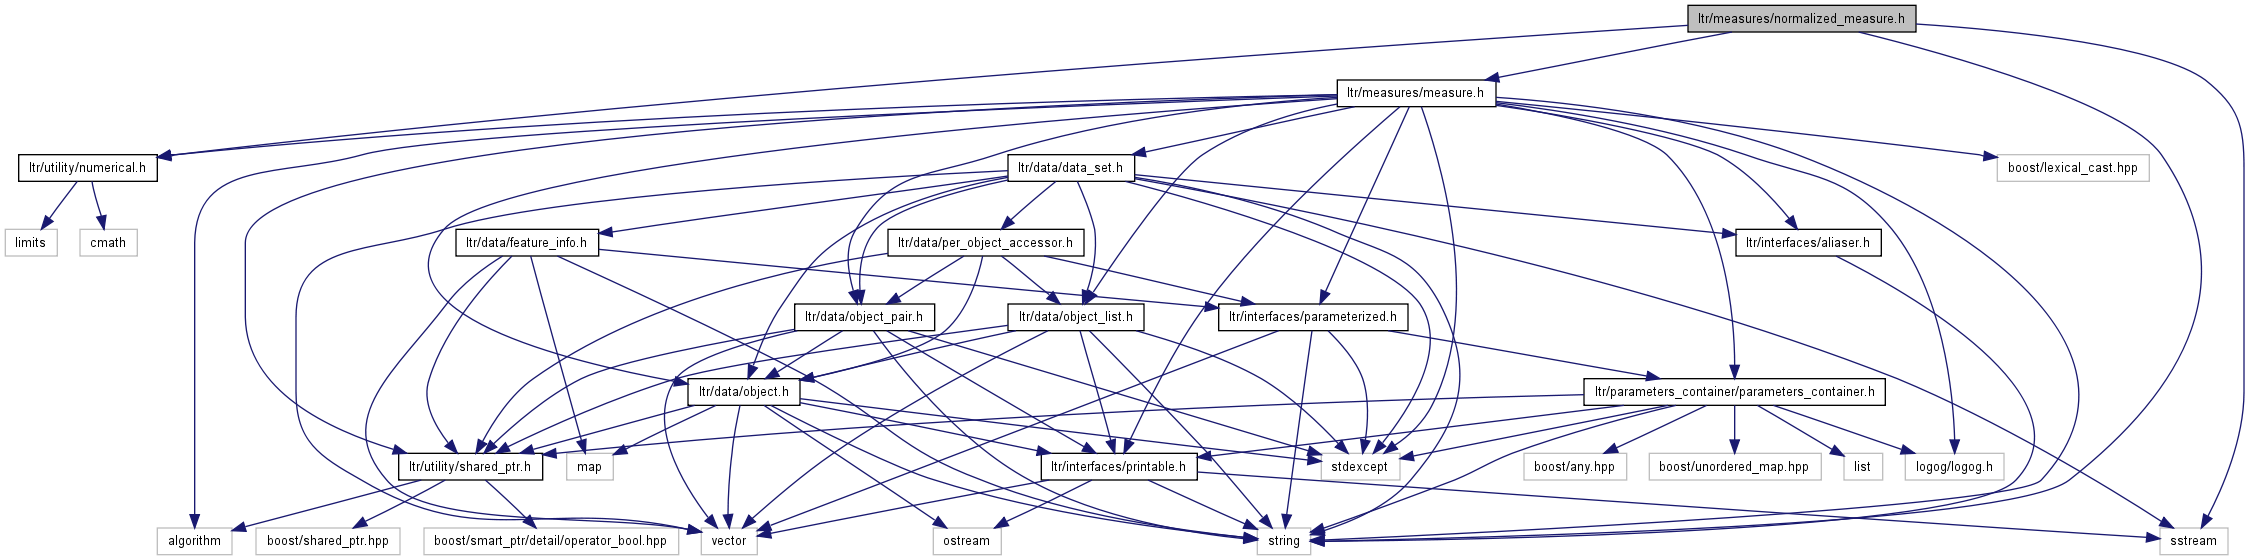 ltr/measures/normalized_measure.h
ltr/measures/measure.h
ltr/utility/numerical.h
ltr/data/data_set.h
boost/lexical_cast.hpp
limits
cmath
ltr/data/feature_info.h
ltr/data/per_object_accessor.h
ltr/interfaces/aliaser.h
ltr/data/object_pair.h
ltr/data/object_list.h
ltr/interfaces/parameterized.h
ltr/data/object.h
ltr/parameters_container/parameters_container.h
ltr/utility/shared_ptr.h
map
ltr/interfaces/printable.h
stdexcept
boost/any.hpp
boost/unordered_map.hpp
list
logog/logog.h
algorithm
boost/shared_ptr.hpp
boost/smart_ptr/detail/operator_bool.hpp
vector
ostream
string
sstream